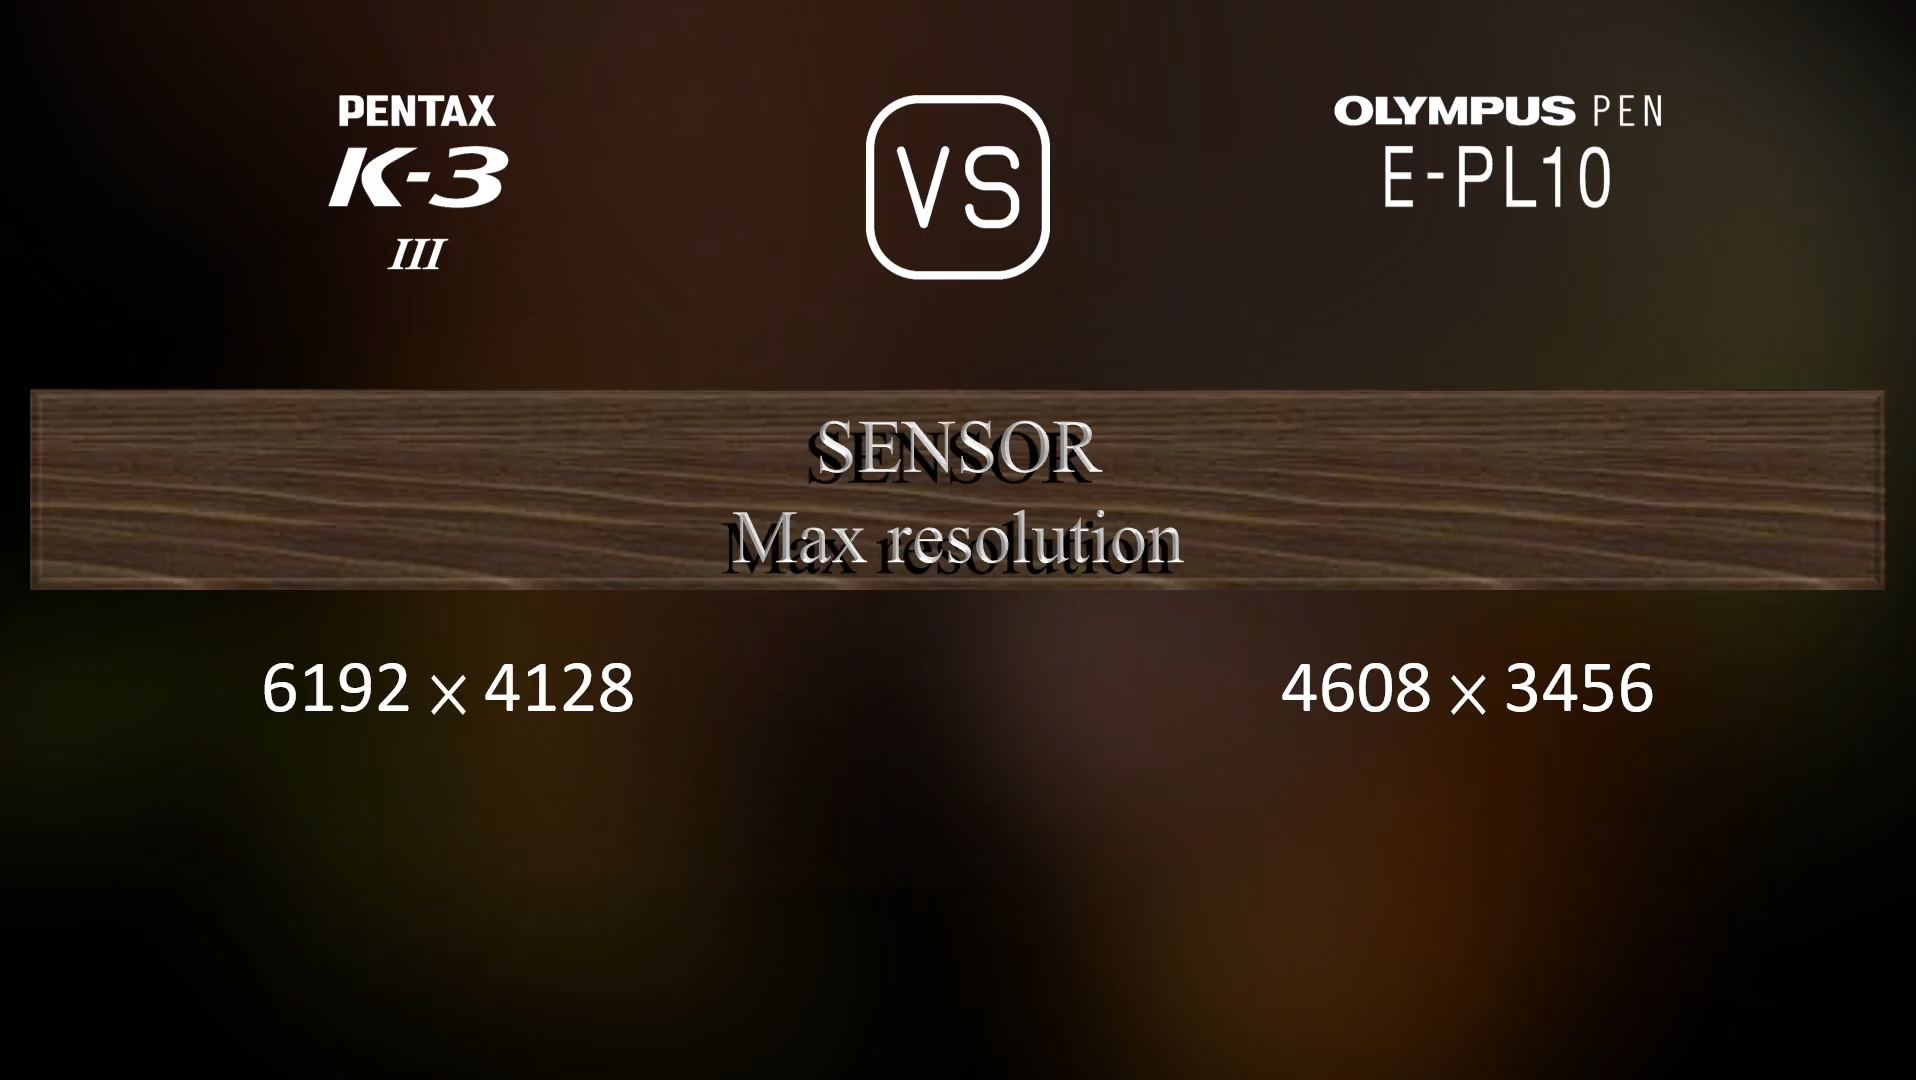 PENTAX
K-3
III
VS
OLYMPUS PEN
E-PL10
SENSOR
Max resolution
6192 x 4128
4608 x 3456